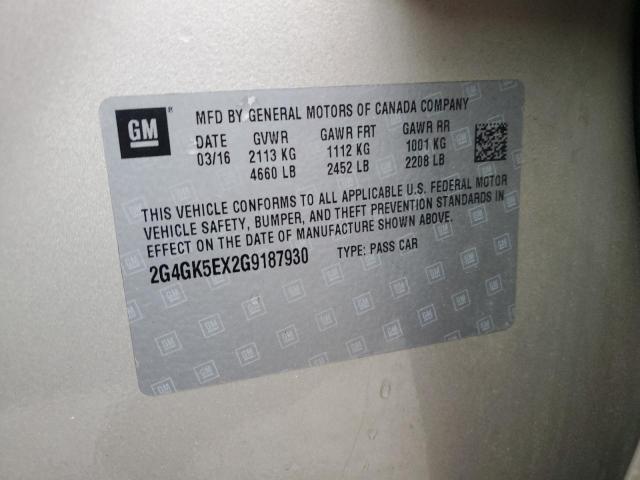 GM ®
MFD BY GENERAL MOTORS OF CANADA COMPANY
DATE GVWR GAWR FRT GAWR RR
03/16 2113 KG 1112 KG 1001 KG
4660 LB 2452 LB 2208 LB
THIS VEHICLE CONFORMS TO ALL APPLICABLE U.S. FEDERAL MOTOR
VEHICLE SAFETY, BUMPER, AND THEFT PREVENTION STANDARDS IN
EFFECT ON THE DATE OF MANUFACTURE SHOWN ABOVE.
2G4GK5EX2G9187930 TYPE: PASS CAR